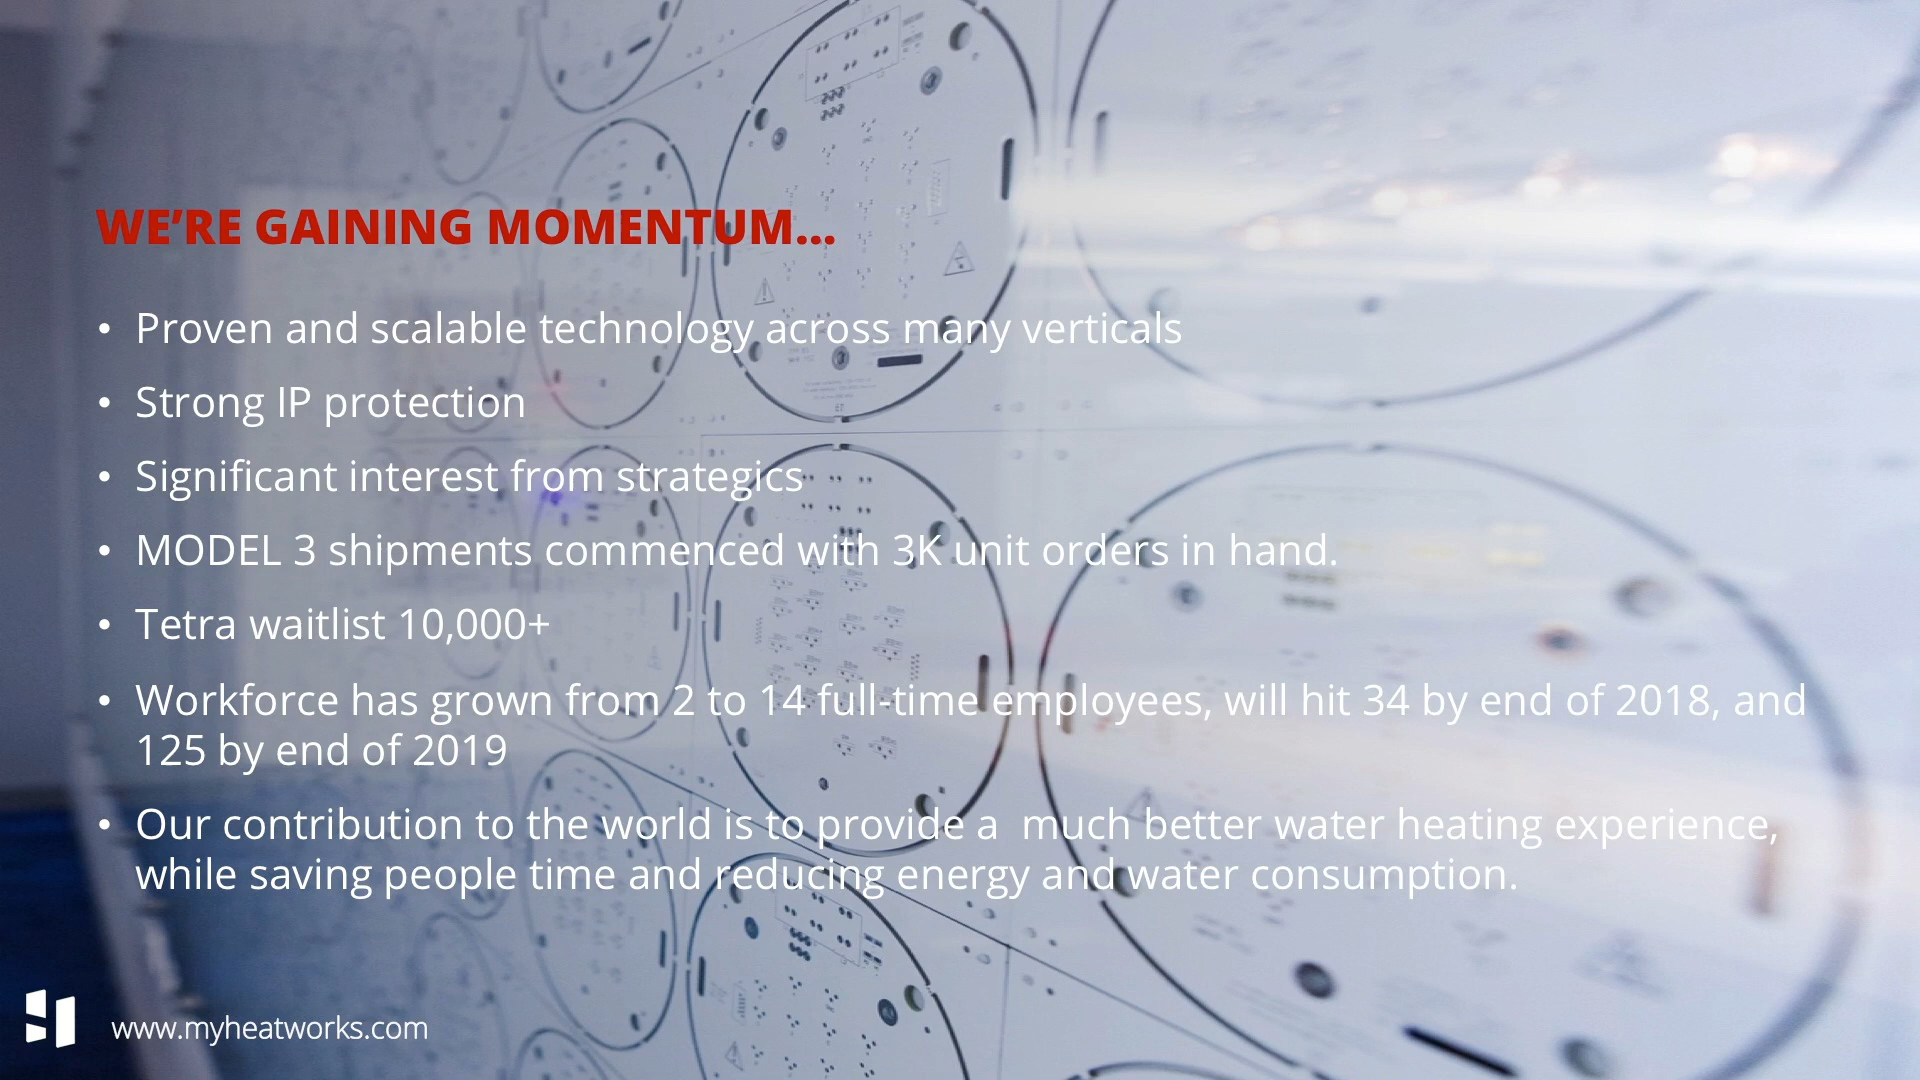 WE’RE GAINING MOMENTUM…
• Proven and scalable technology across many verticals
• Strong IP protection
• Significant interest from strategics
• MODEL 3 shipments commenced with 3K unit orders in hand.
• Tetra waitlist 10,000+
• Workforce has grown from 2 to 14 full-time employees, will hit 34 by end of 2018, and
125 by end of 2019
• Our contribution to the world is to provide a  much better water heating experience,
while saving people time and reducing energy and water consumption.
www.myheatworks.com